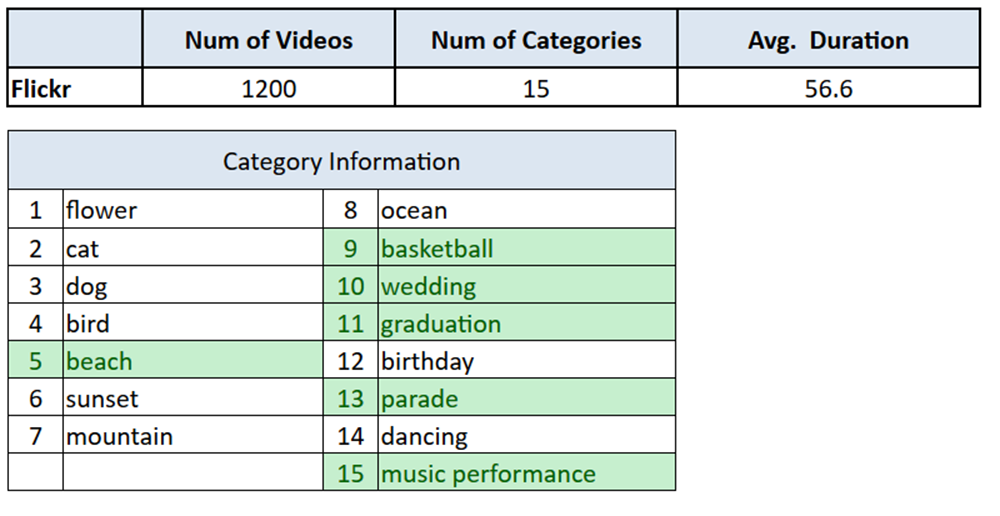 Num of Videos Num of Categories Avg. Duration
Flickr 1200 15 56.6
Category Information
1 flower 8 ocean
2 cat 9 basketball
3 dog 10 wedding
4 bird 11 graduation
5 beach 12 birthday
6 sunset 13 parade
7 mountain 14 dancing
15 music performance